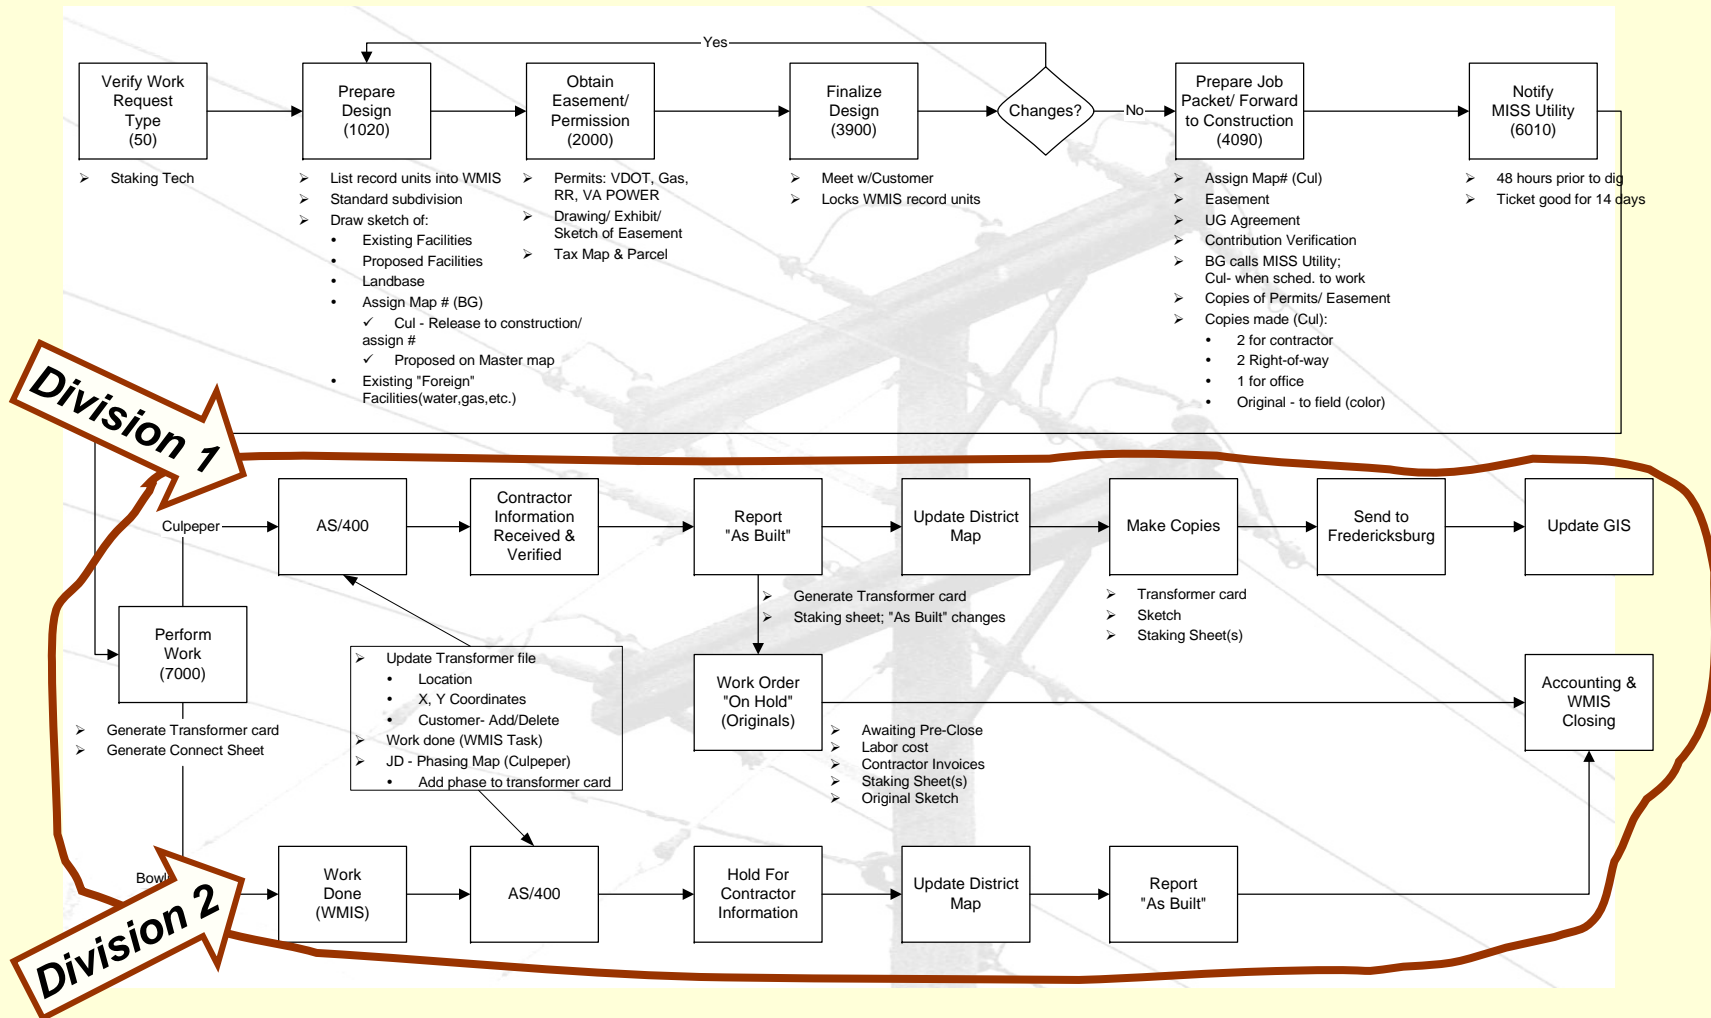 Yes
Verify Work
Request
Type
(50)
Prepare
Design
(1020)
Obtain
Easement/
Permission
(2000)
Finalize
Design
(3900)
Changes?
No
Prepare Job
Packet/ Forward
to Construction
(4090)
Notify
MISS Utility
(6010)
➢ Staking Tech
➢ List record units into WMIS
➢ Standard subdivision
➢ Draw sketch of:
• Existing Facilities
• Proposed Facilities
• Landbase
• Assign Map # (BG)
✓ Cul - Release to construction/
assign #
✓ Proposed on Master map
• Existing "Foreign"
Facilities(water,gas,etc.)
➢ Permits: VDOT, Gas,
RR, VA POWER
➢ Drawing/ Exhibit/
Sketch of Easement
➢ Tax Map & Parcel
➢ Meet w/Customer
➢ Locks WMIS record units
➢ Assign Map# (Cul)
➢ Easement
➢ UG Agreement
➢ Contribution Verification
➢ BG calls MISS Utility;
Cul- when sched. to work
➢ Copies of Permits/ Easement
➢ Copies made (Cul):
• 2 for contractor
• 2 Right-of-way
• 1 for office
• Original - to field (color)
➢ 48 hours prior to dig
➢ Ticket good for 14 days
Division 1
Culpeper
AS/400
Contractor
Information
Received &
Verified
Report
"As Built"
Update District
Map
Make Copies
Send to
Fredericksburg
Update GIS
➢ Generate Transformer card
➢ Staking sheet; "As Built" changes
➢ Transformer card
➢ Sketch
➢ Staking Sheet(s)
Perform
Work
(7000)
➢ Generate Transformer card
➢ Generate Connect Sheet
➢ Update Transformer file
• Location
• X, Y Coordinates
• Customer- Add/Delete
➢ Work done (WMIS Task)
➢ JD - Phasing Map (Culpeper)
• Add phase to transformer card
Work Order
"On Hold"
(Originals)
➢ Awaiting Pre-Close
➢ Labor cost
➢ Contractor Invoices
➢ Staking Sheet(s)
➢ Original Sketch
Accounting &
WMIS
Closing
Bowl
Division 2
Work
Done
(WMIS)
AS/400
Hold For
Contractor
Information
Update District
Map
Report
"As Built"